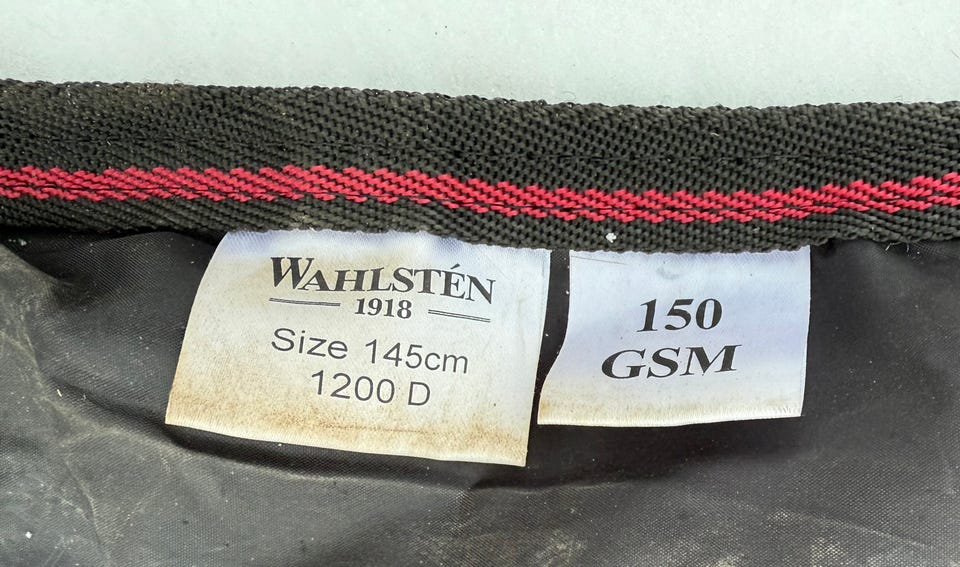 WAHLSTÉN
1918
Size 145cm
1200 D
150
GSM